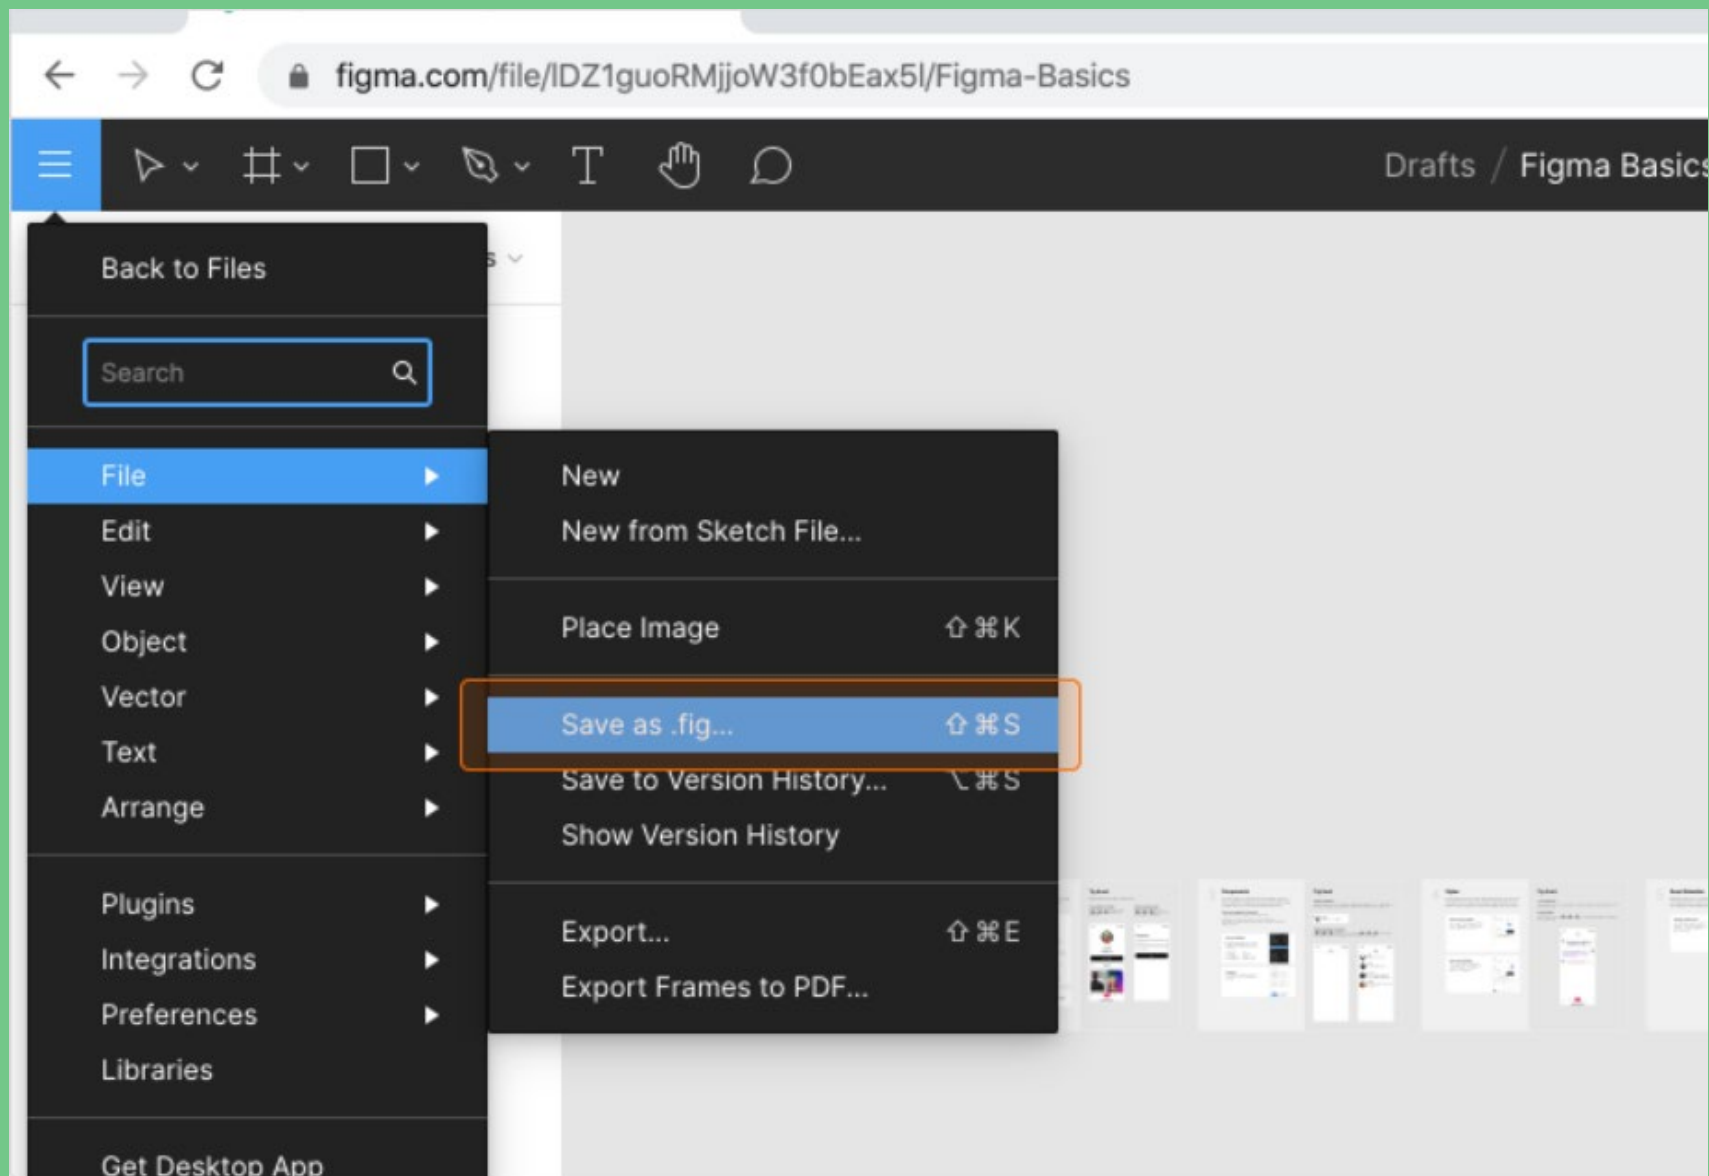 figma.com/file/lDZ1guoRMjjoW3f0bEax5l/Figma-Basics
Drafts / Figma Basics
Back to Files
Search
File
Edit
View
Object
Vector
Text
Arrange
Plugins
Integrations
Preferences
Libraries
Get Desktop App
New
New from Sketch File...
Place Image ⇧⌘K
Save as .fig... ⇧⌘S
Save to Version History... ⌥⌘S
Show Version History
Export... ⇧⌘E
Export Frames to PDF...